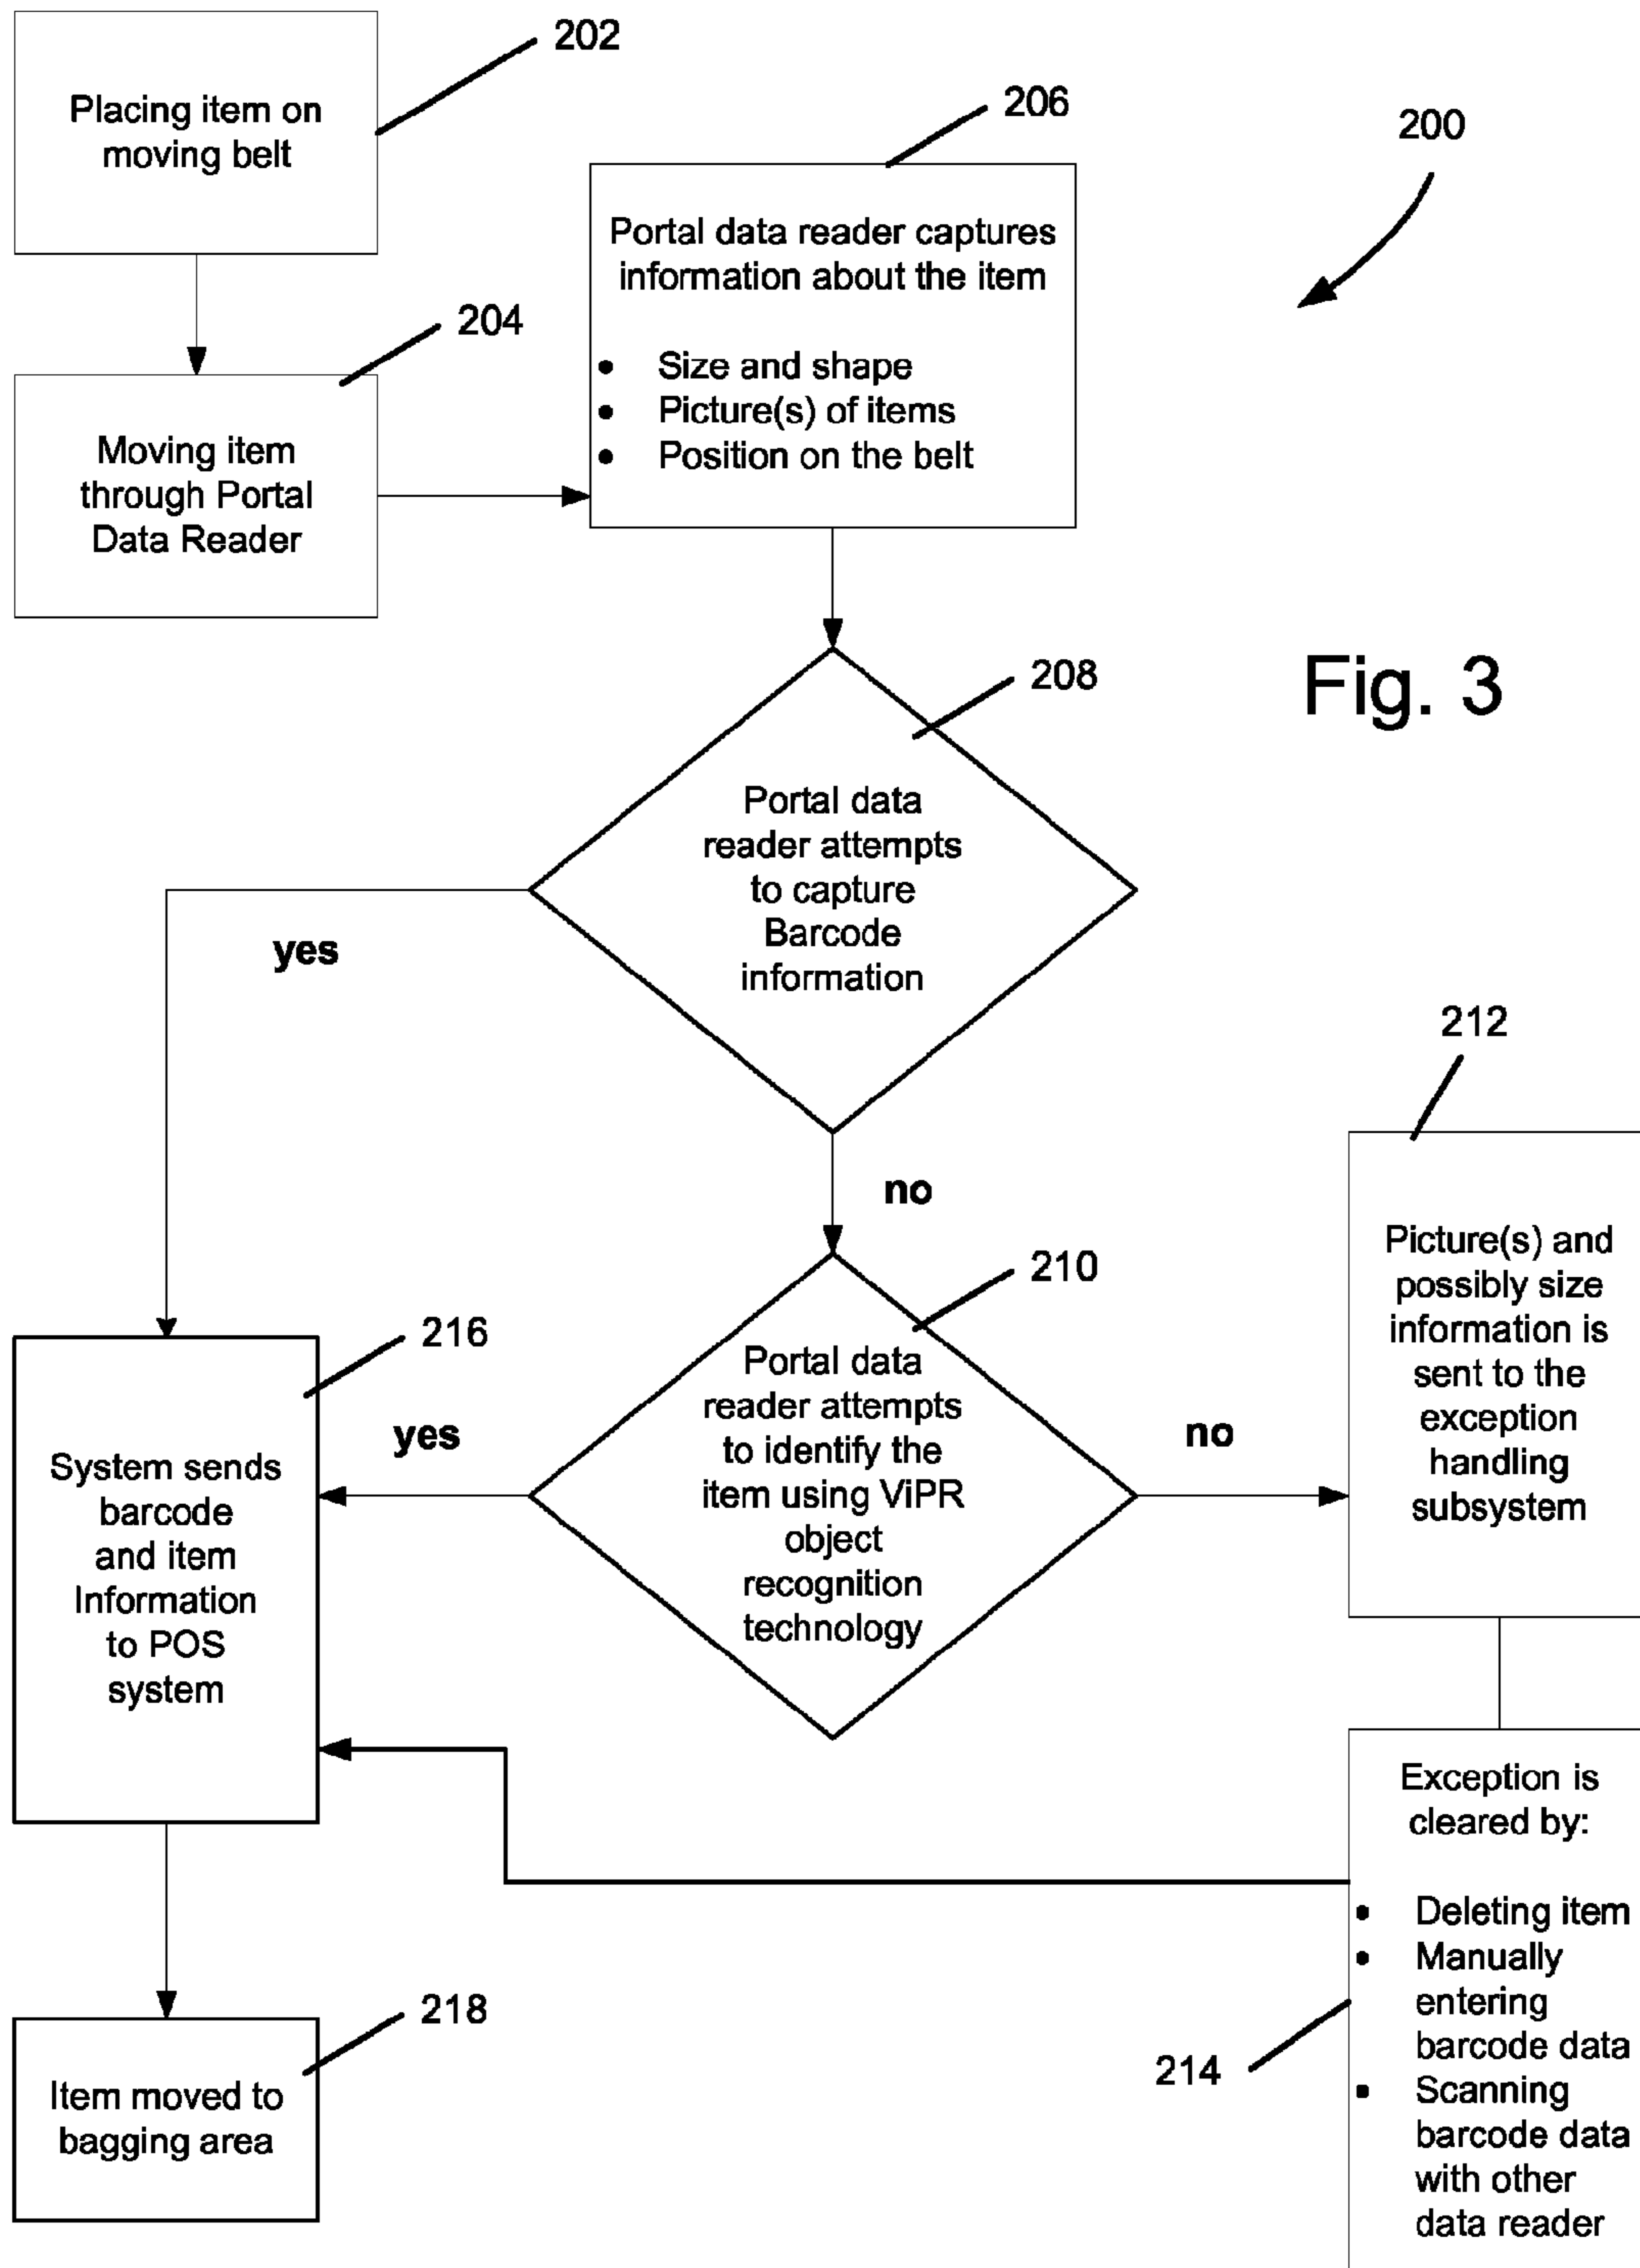 202
Placing item on
moving belt
206
200
Portal data reader captures
information about the item
• Size and shape
• Picture(s) of items
• Position on the belt
204
Moving item
through Portal
Data Reader
Fig. 3
208
Portal data
reader attempts
to capture
Barcode
information
yes
no
212
Picture(s) and
possibly size
information is
sent to the
exception
handling
subsystem
210
Portal data
reader attempts
to identify the
item using ViPR
object
recognition
technology
yes
no
216
System sends
barcode
and item
Information
to POS
system
214
Exception is
cleared by:
• Deleting item
• Manually
entering
barcode data
• Scanning
barcode data
with other
data reader
218
Item moved to
bagging area